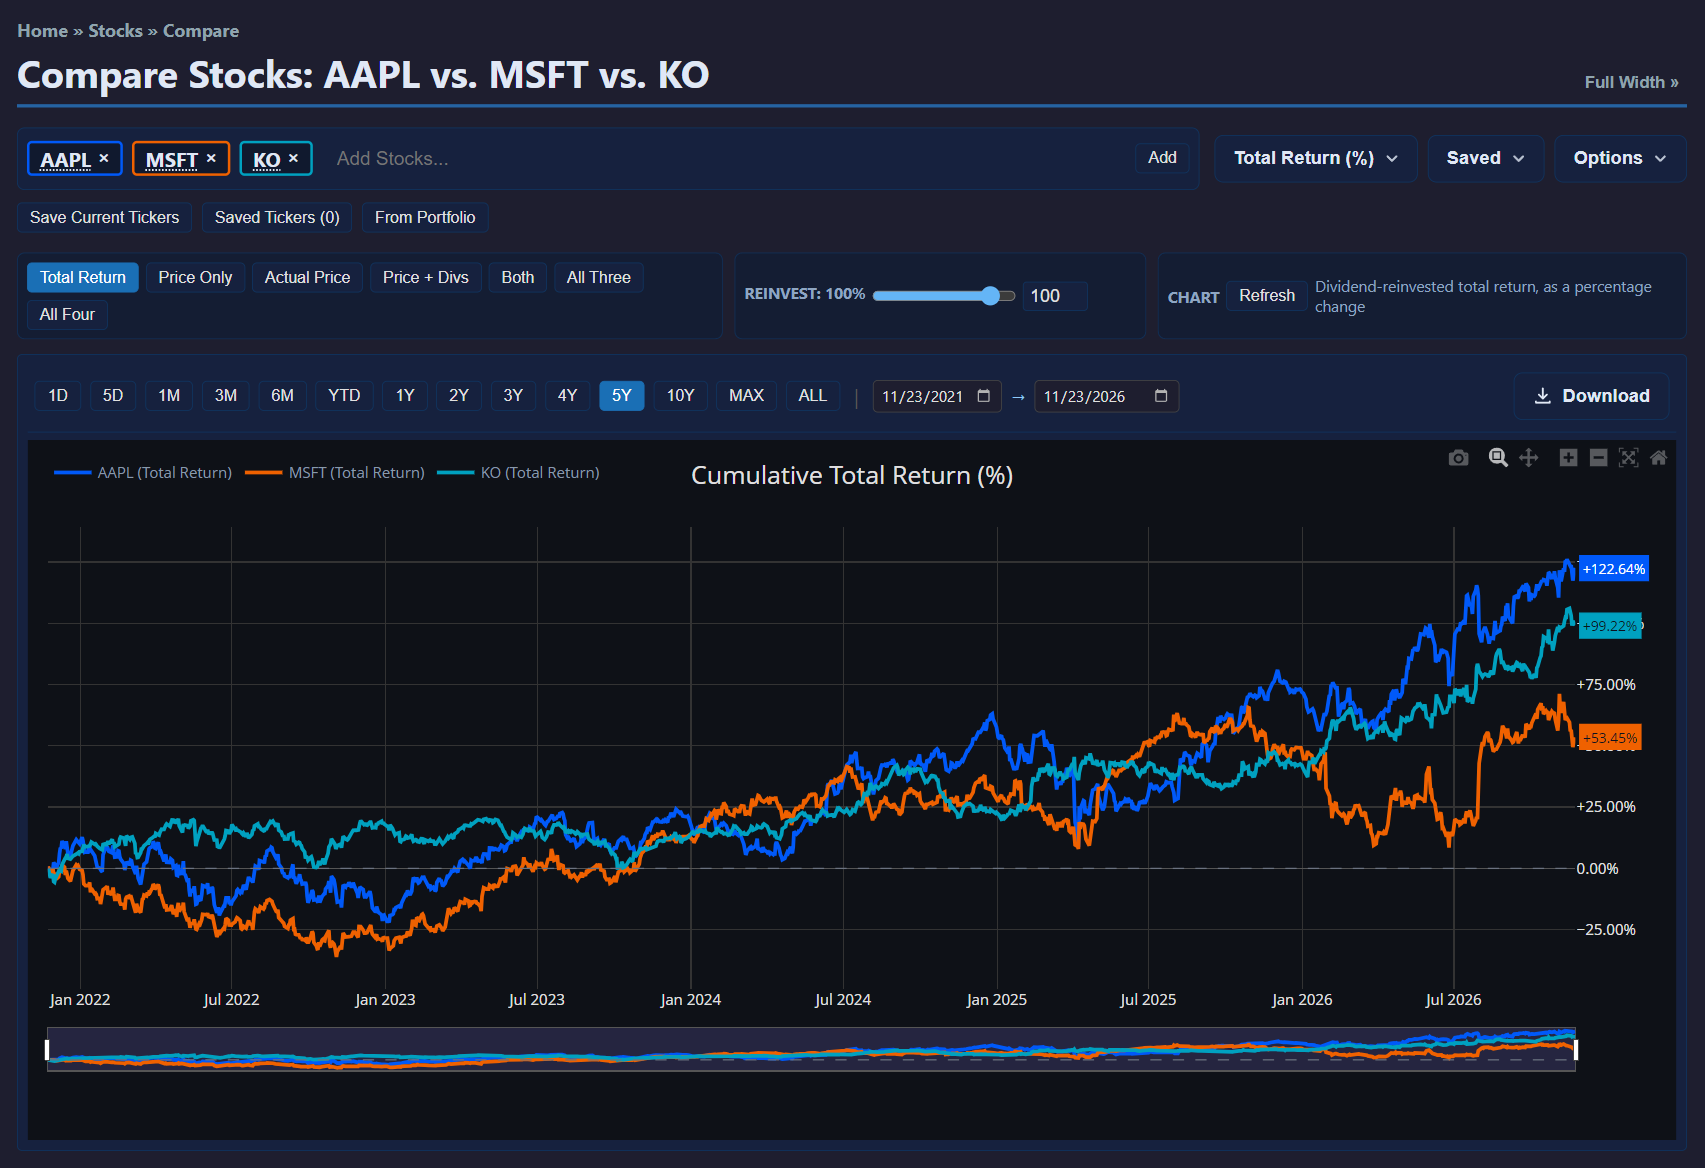 Home » Stocks » Compare
Compare Stocks: AAPL vs. MSFT vs. KO
Full Width »
AAPL × MSFT × KO × Add Stocks... Add Total Return (%) Saved Options
Save Current Tickers Saved Tickers (0) From Portfolio
Total Return Price Only Actual Price Price + Divs Both All Three
All Four
REINVEST: 100% 100
CHART Refresh Dividend-reinvested total return, as a percentage
change
1D 5D 1M 3M 6M YTD 1Y 2Y 3Y 4Y 5Y 10Y MAX ALL | 11/23/2021 → 11/23/2026 Download
AAPL (Total Return) MSFT (Total Return) KO (Total Return)
Cumulative Total Return (%)
+122.64%
+99.22%
+75.00%
+53.45%
+25.00%
0.00%
−25.00%
Jan 2022 Jul 2022 Jan 2023 Jul 2023 Jan 2024 Jul 2024 Jan 2025 Jul 2025 Jan 2026 Jul 2026